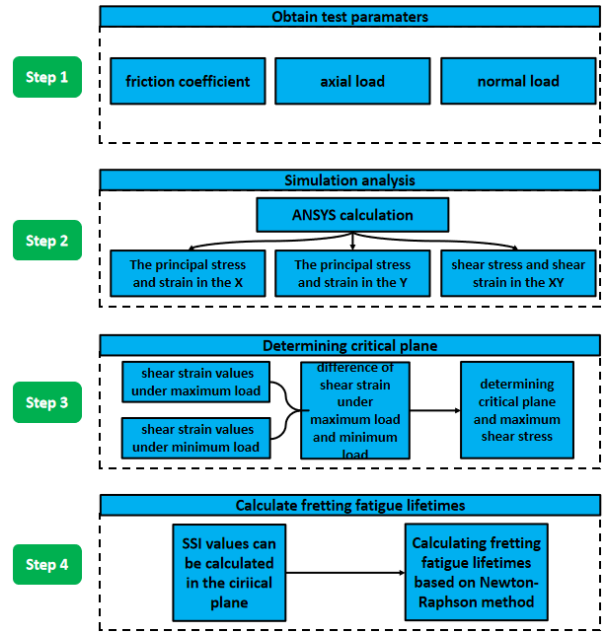 Obtain test paramaters
Step 1
friction coefficient
axial load
normal load
Simulation analysis
Step 2
ANSYS calculation
The principal stress
and strain in the X
The principal stress
and strain in the Y
shear stress and shear
strain in the XY
Determining critical plane
Step 3
shear strain values
under maximum load
shear strain values
under minimum load
difference of
shear strain
under
maximum load
and minimum
load
determining
critical plane
and maximum
shear stress
Calculate fretting fatigue lifetimes
Step 4
SSI values can
be calculated
in the ciriical
plane
Calculating fretting
fatigue lifetimes
based on Newton-
Raphson method